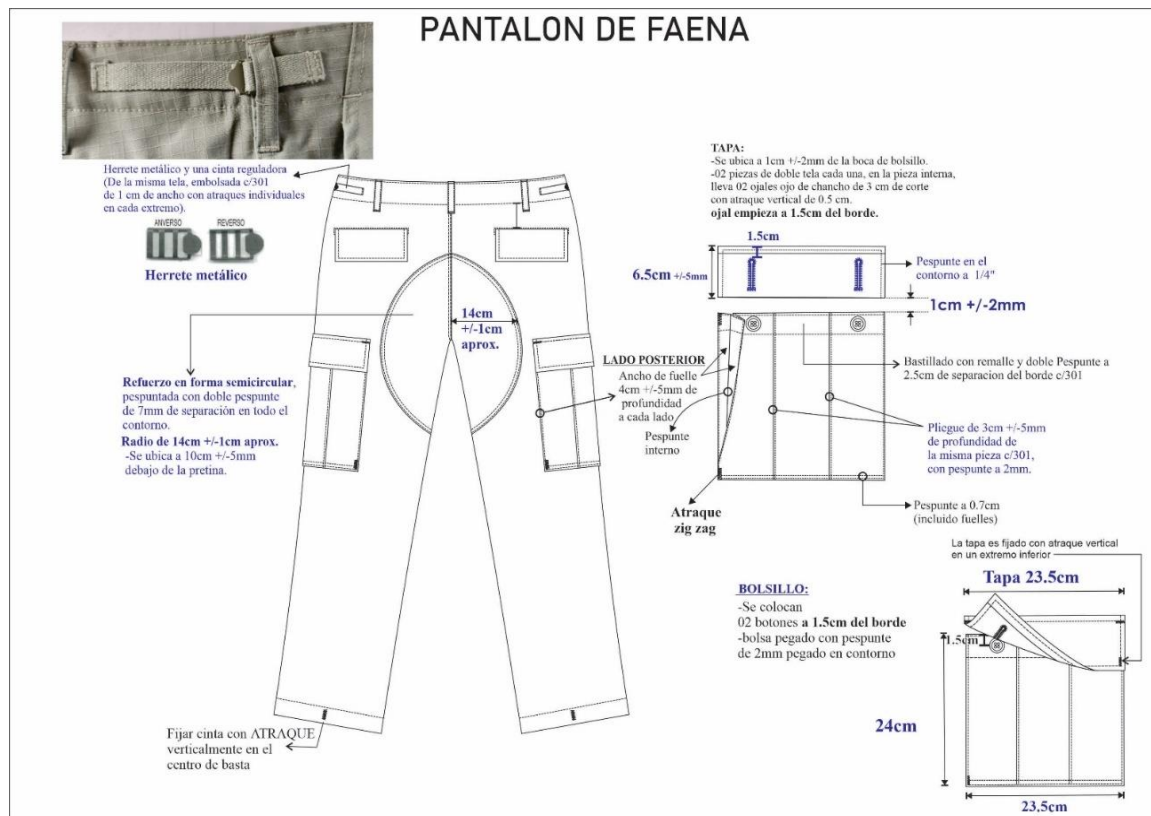 PANTALON DE FAENA
Herrete metálico y una cinta reguladora
(De la misma tela, embolsada c/301
de 1 cm de ancho con atraques individuales
en cada extremo).
ANVERSO
REVERSO
Herrete metálico
TAPA:
-Se ubica a 1cm +/-2mm de la boca de bolsillo.
-02 piezas de doble tela cada una, en la pieza interna,
lleva 02 ojales ojo de chancho de 3 cm de corte
con atraque vertical de 0.5 cm.
ojal empieza a 1.5cm del borde.
1.5cm
6.5cm +/-5mm
Pespunte en el
contorno a 1/4"
1cm +/-2mm
14cm
+/-1cm
aprox.
LADO POSTERIOR
Ancho de fuelle
4cm +/-5mm de
profundidad
a cada lado
Pespunte
interno
Bastillado con remalle y doble Pespunte a
2.5cm de separacion del borde c/301
Refuerzo en forma semicircular,
pespuntada con doble pespunte
de 7mm de separación en todo el
contorno.
Radio de 14cm +/-1cm aprox.
-Se ubica a 10cm +/-5mm
debajo de la pretina.
Pliegue de 3cm +/-5mm
de profundidad de
la misma pieza c/301,
con pespunte a 2mm.
Atraque
zig zag
Pespunte a 0.7cm
(incluido fuelles)
La tapa es fijado con atraque vertical
en un extremo inferior
Tapa 23.5cm
BOLSILLO:
-Se colocan
02 botones a 1.5cm del borde
-bolsa pegado con pespunte
de 2mm pegado en contorno
1.5cm
24cm
23.5cm
Fijar cinta con ATRAQUE
verticalmente en el
centro de basta